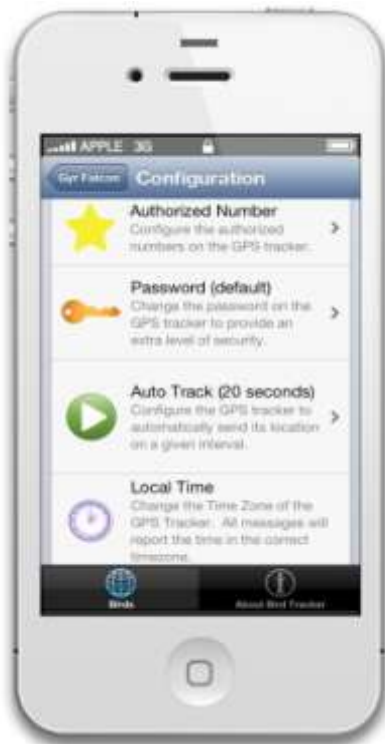 APPLE 3G
Gyr Falcon Configuration
Authorized Number
Configure the authorized
numbers on the GPS tracker.
Password (default)
Change the password on the
GPS tracker to provide an
extra level of security.
Auto Track (20 seconds)
Configure the GPS tracker to
automatically send its location
on a given interval.
Local Time
Change the Time Zone of the
GPS Tracker. All messages will
report the time in the correct
timezone.
Birds About Bird Tracker